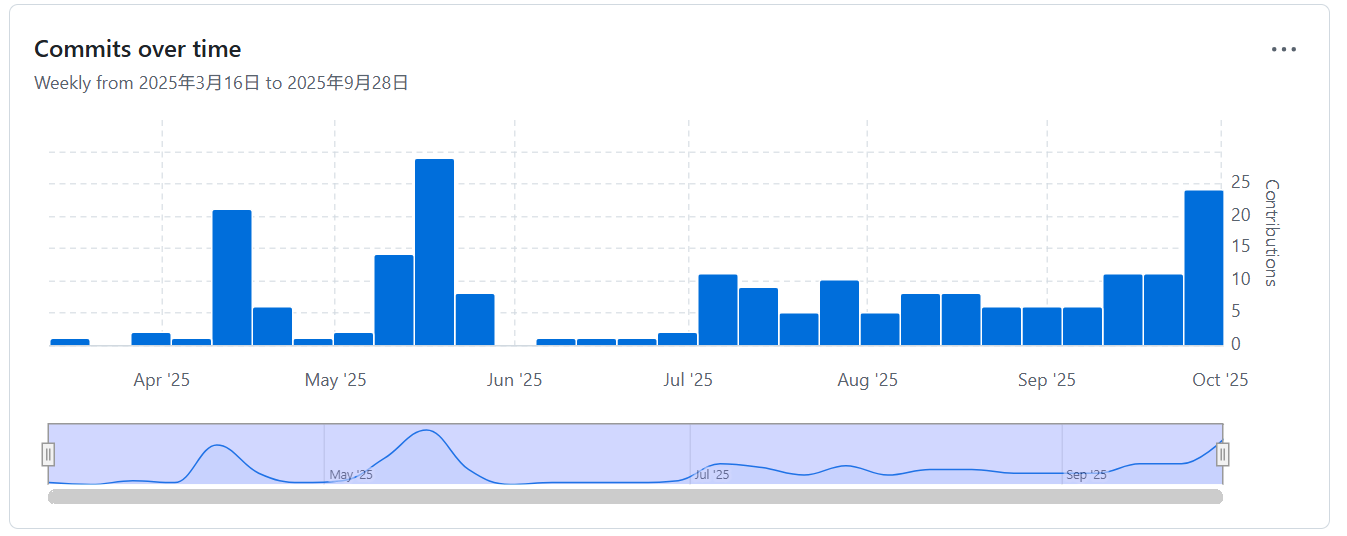 Commits over time
Weekly from 2025年3月16日 to 2025年9月28日
25
20
15
10
5
0
Contributions
Apr '25
May '25
Jun '25
Jul '25
Aug '25
Sep '25
Oct '25
May '25
Jul '25
Sep '25